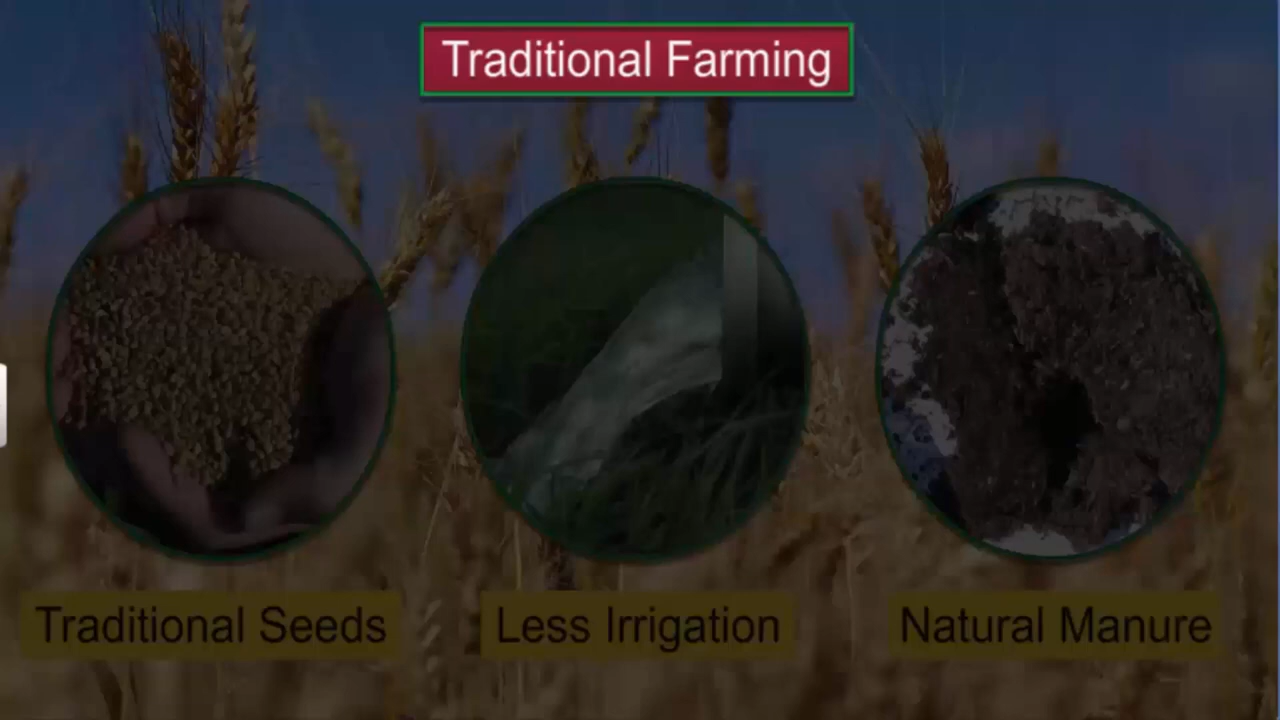 Traditional Farming
Traditional Seeds
Less Irrigation
Natural Manure